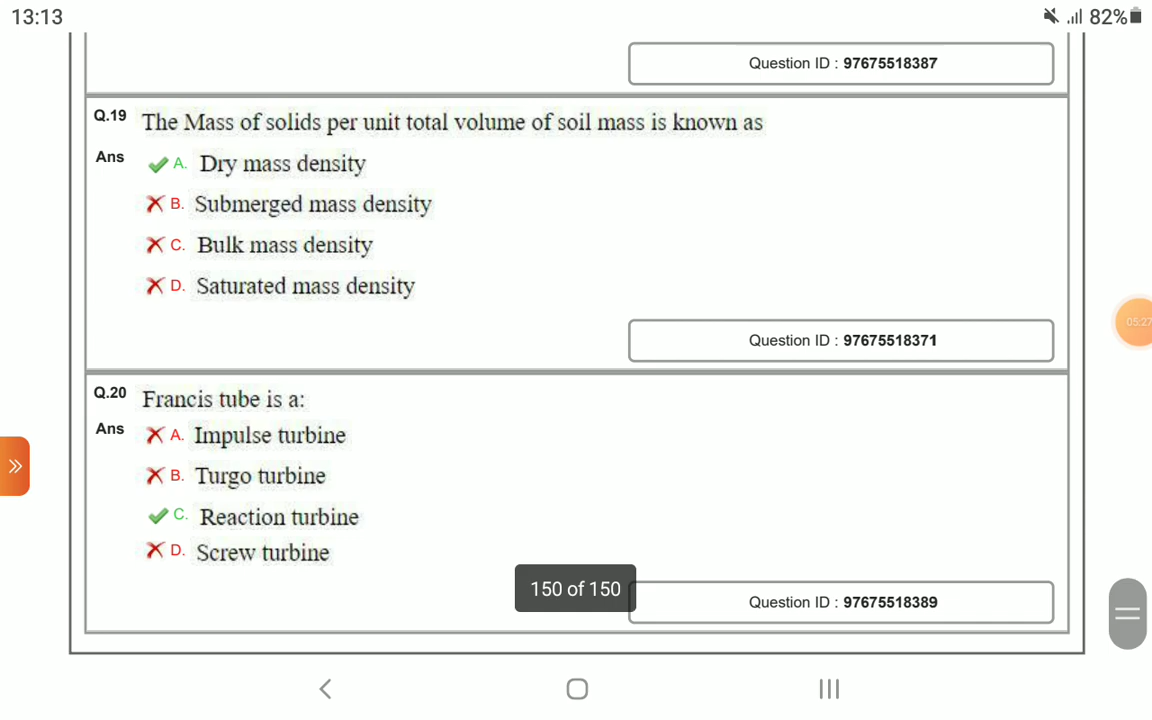 13:13
82%
Question ID : 97675518387
Q.19 The Mass of solids per unit total volume of soil mass is known as
Ans A. Dry mass density
B. Submerged mass density
C. Bulk mass density
D. Saturated mass density
05:27
Question ID : 97675518371
Q.20 Francis tube is a:
Ans A. Impulse turbine
B. Turgo turbine
C. Reaction turbine
D. Screw turbine
150 of 150
Question ID : 97675518389